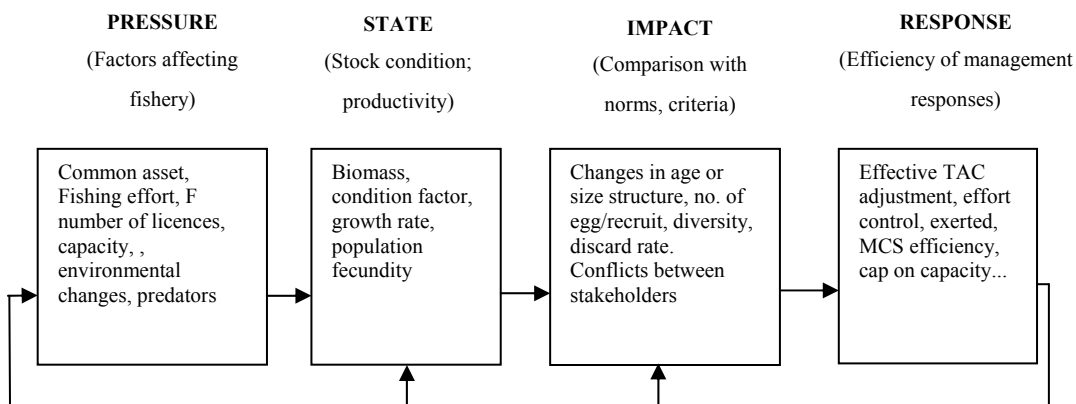 PRESSURE
(Factors affecting
fishery)
STATE
(Stock condition;
productivity)
IMPACT
(Comparison with
norms, criteria)
RESPONSE
(Efficiency of management
responses)
Common asset,
Fishing effort, F
number of licences,
capacity, ,
environmental
changes, predators
Biomass,
condition factor,
growth rate,
population
fecundity
Changes in age or
size structure, no. of
egg/recruit, diversity,
discard rate.
Conflicts between
stakeholders
Effective TAC
adjustment, effort
control, exerted,
MCS efficiency,
cap on capacity...